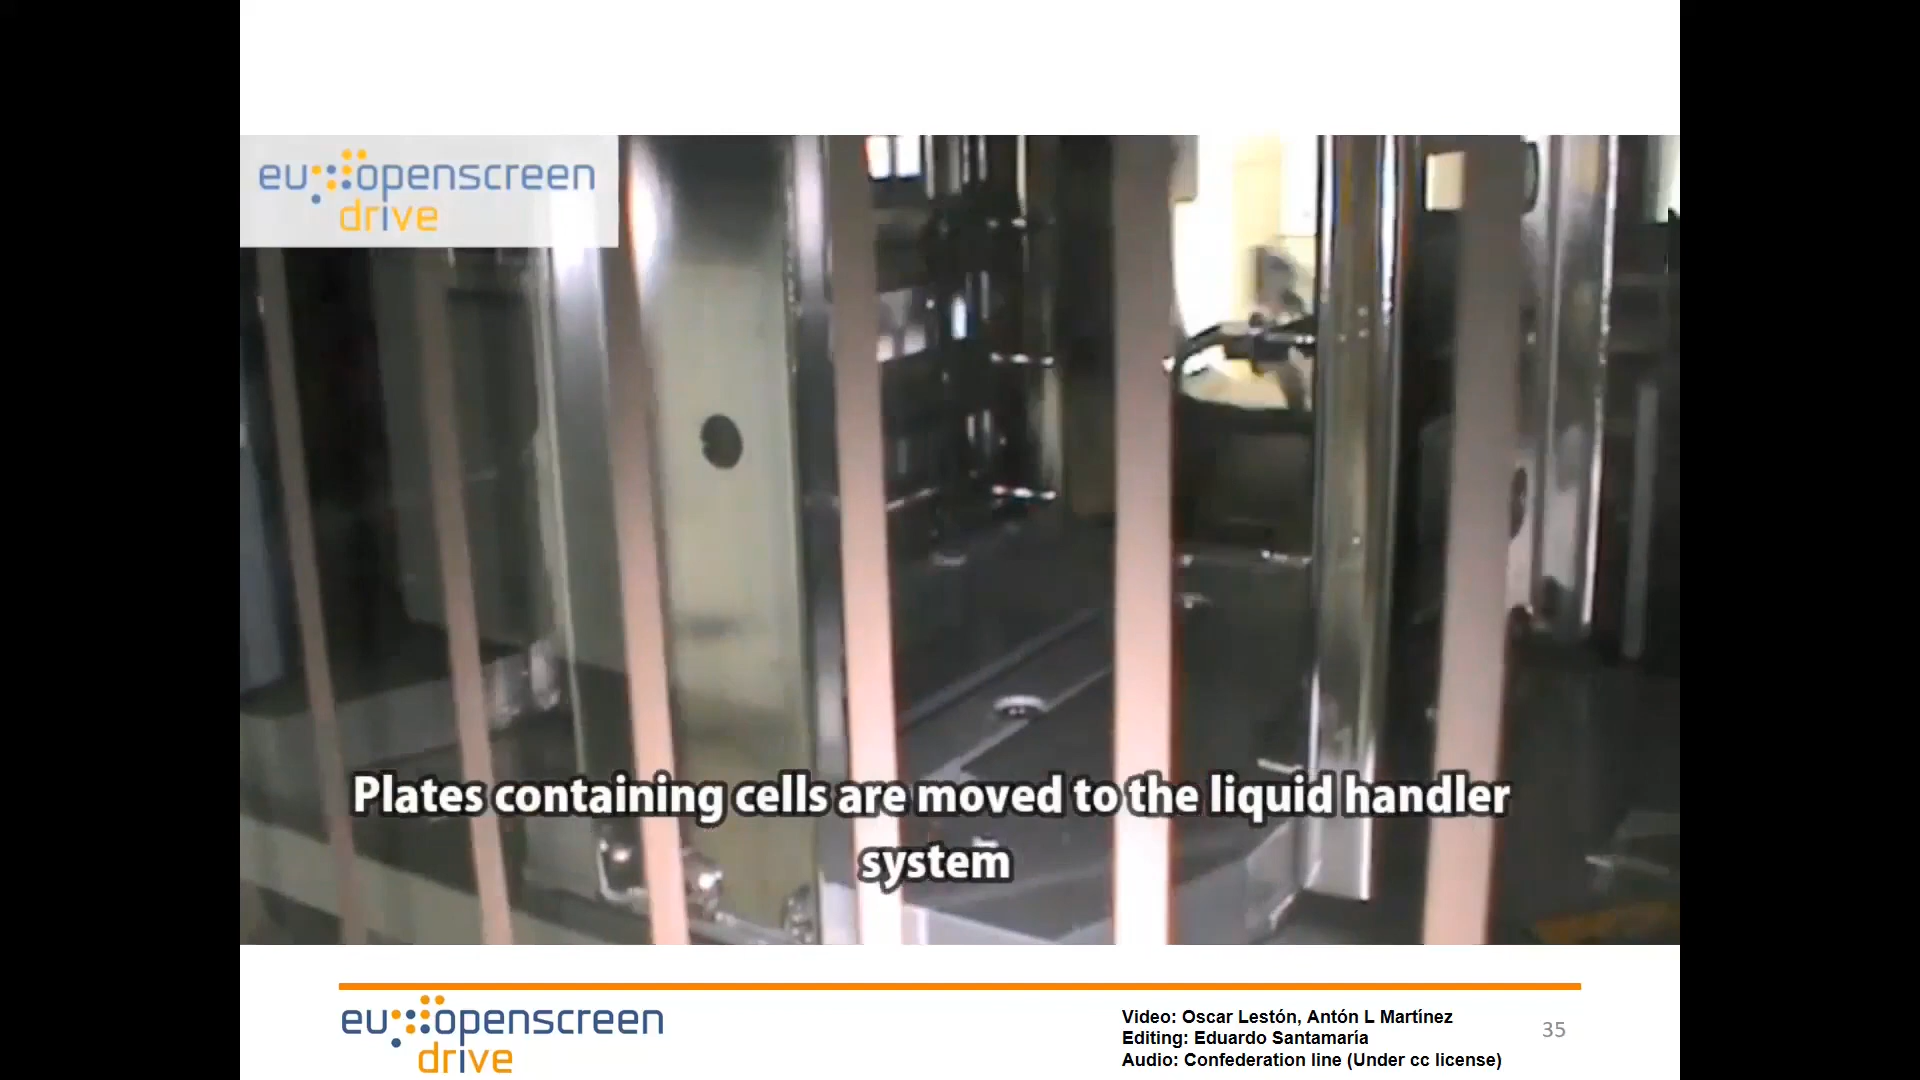 eu openscreen
drive
Plates containing cells are moved to the liquid handler
system
eu openscreen
drive
Video: Oscar Lestón, Antón L Martínez
Editing: Eduardo Santamaría
Audio: Confederation line (Under cc license)
35